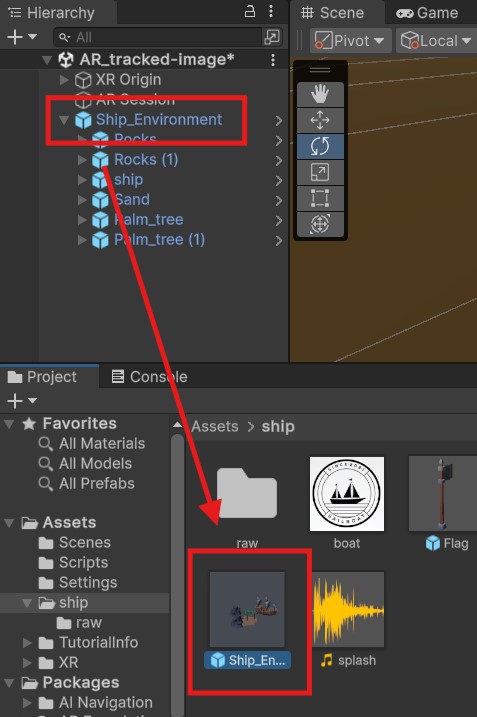 Hierarchy
Scene
Game
All
Pivot
Local
AR_tracked-image*
XR Origin
AR Session
Ship_Environment
Rocks
Rocks (1)
ship
Sand
Palm_tree
Palm_tree (1)
Project
Console
Favorites
All Materials
All Models
All Prefabs
Assets
Scenes
Scripts
Settings
ship
raw
TutorialInfo
XR
Packages
AI Navigation
Assets > ship
raw
boat
Flag
Ship_En...
splash
SAILBOAT